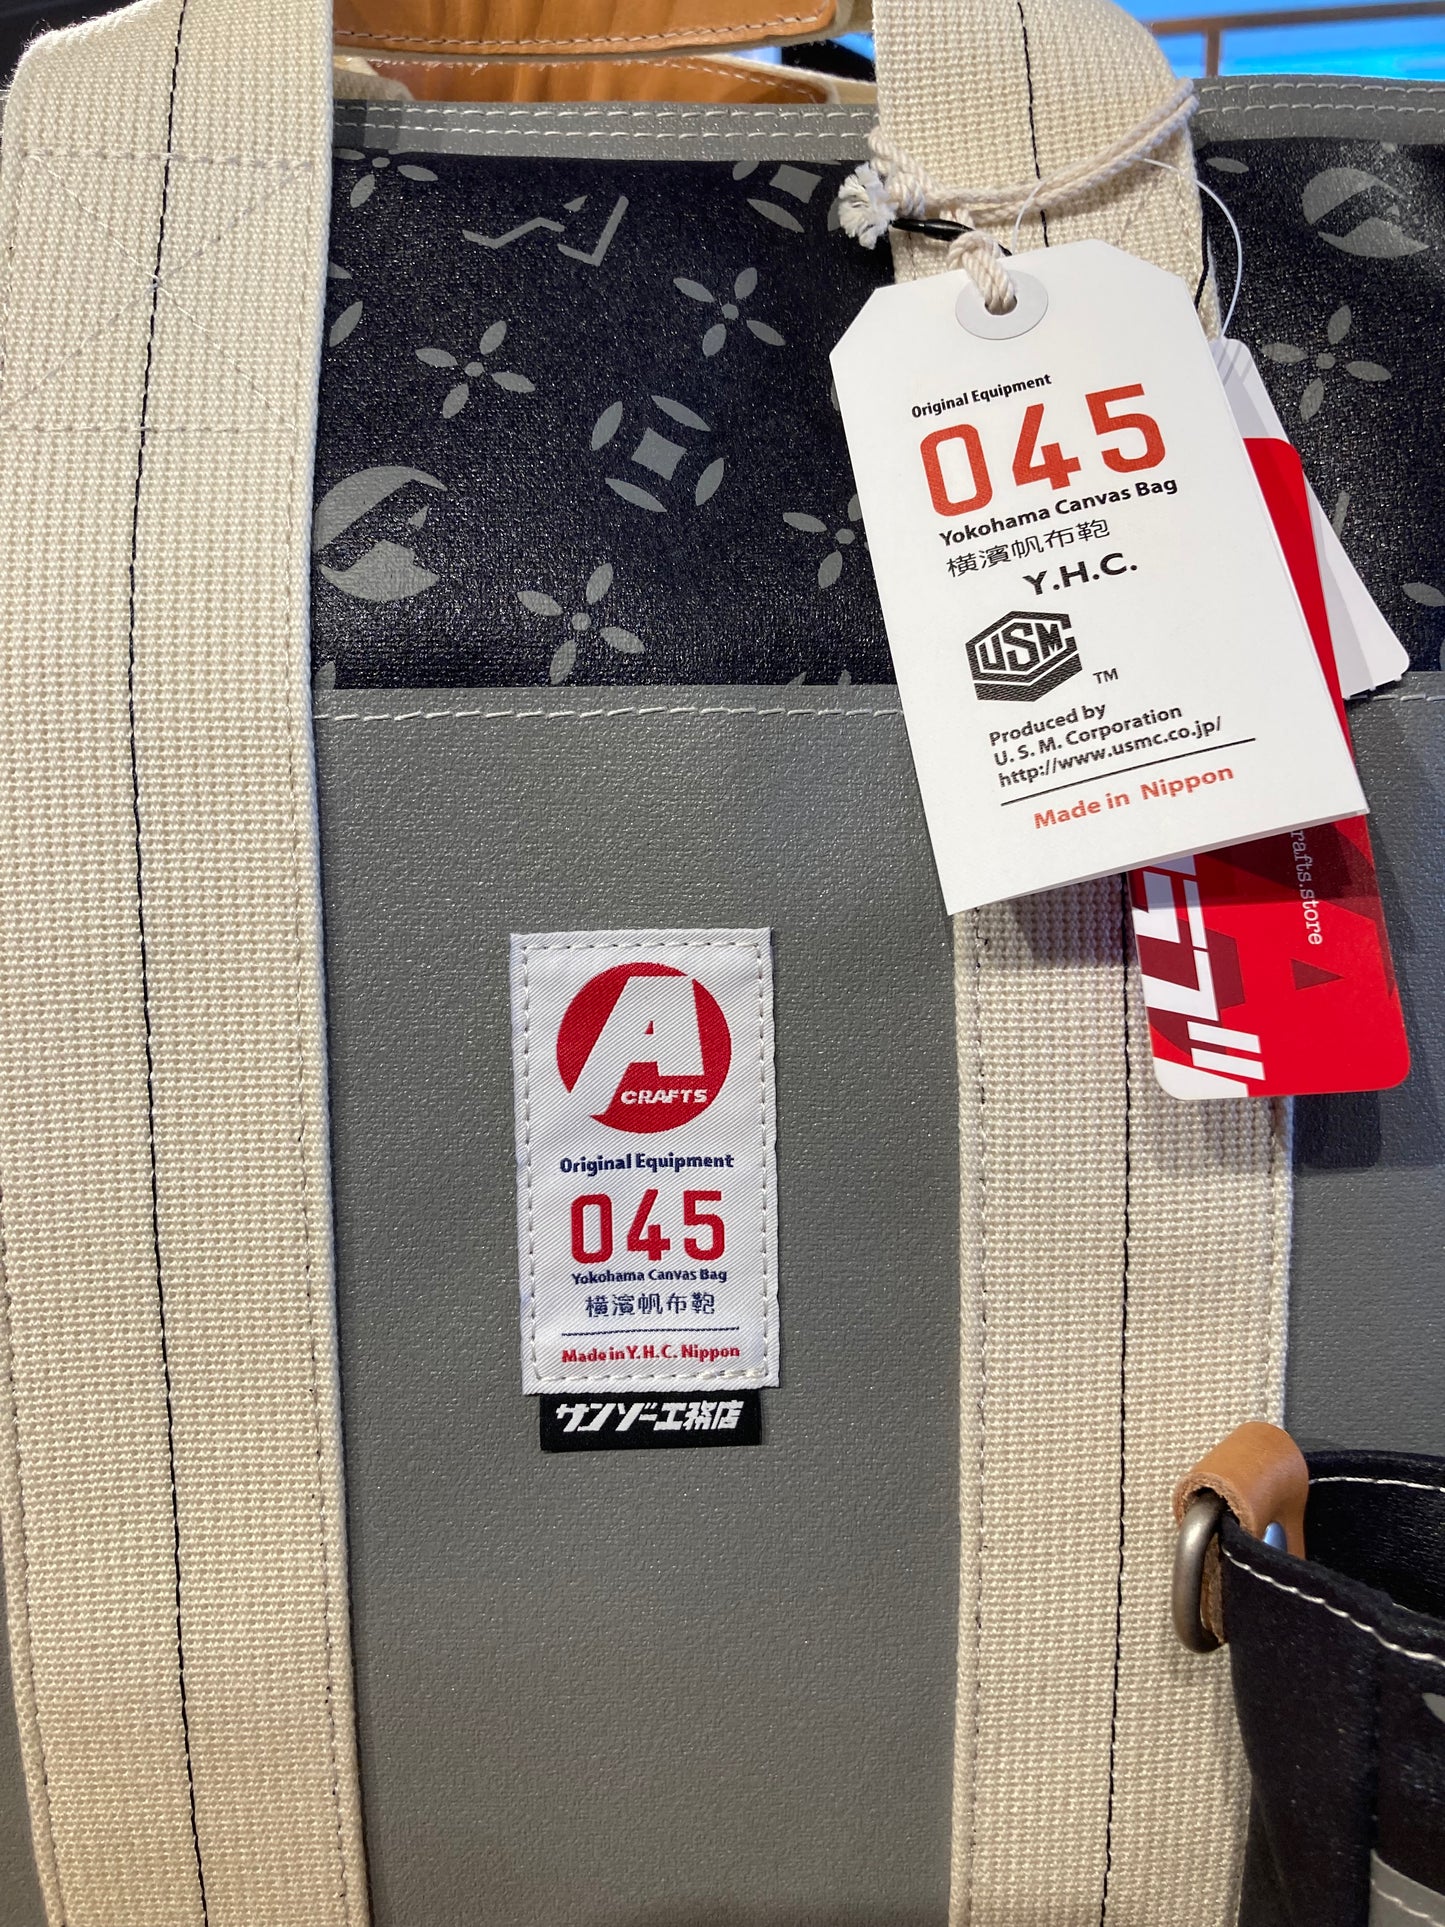 Original Equipment
045
Yokohama Canvas Bag
横濱帆布鞄
Y.H.C.
USMC
TM
Produced by
U. S. M. Corporation
http://www.usmc.co.jp/
Made in Nippon
rafts.store
A
CRAFTS
Original Equipment
045
Yokohama Canvas Bag
横濱帆布鞄
Made in Y.H.C. Nippon
サンゾー工務店